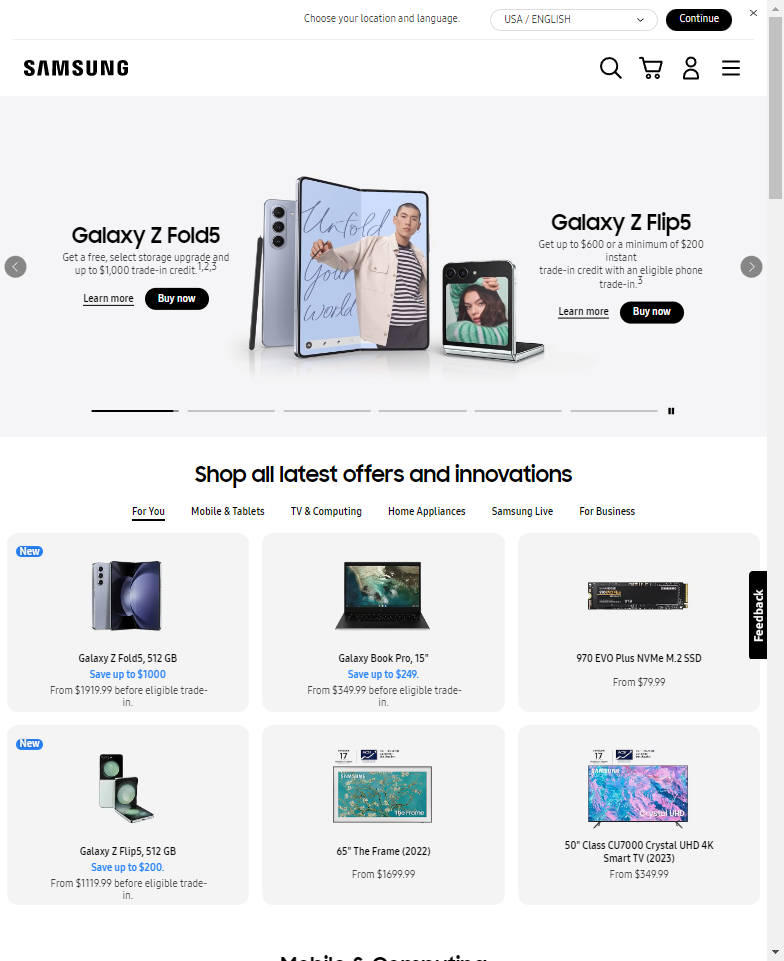 Choose your location and language.
USA / ENGLISH
Continue
SAMSUNG
Galaxy Z Fold5
Get a free, select storage upgrade and
up to $1,000 trade-in credit.1,2,3
Learn more
Buy now
Unfold
Your
world
Galaxy Z Flip5
Get up to $600 or a minimum of $200
instant
trade-in credit with an eligible phone
trade-in.3
Learn more
Buy now
Shop all latest offers and innovations
For You
Mobile & Tablets
TV & Computing
Home Appliances
Samsung Live
For Business
New
Galaxy Z Fold5, 512 GB
Save up to $1000
From $1919.99 before eligible trade-
in.
Galaxy Book Pro, 15"
Save up to $249.
From $349.99 before eligible trade-
in.
970 EVO Plus NVMe M.2 SSD
From $79.99
Feedback
New
Galaxy Z Flip5, 512 GB
Save up to $200.
From $1119.99 before eligible trade-
in.
17
SAMSUNG
The Frame
65" The Frame (2022)
From $1699.99
17
SAMSUNG
Crystal UHD
50" Class CU7000 Crystal UHD 4K
Smart TV (2023)
From $349.99
Mobile & Computing